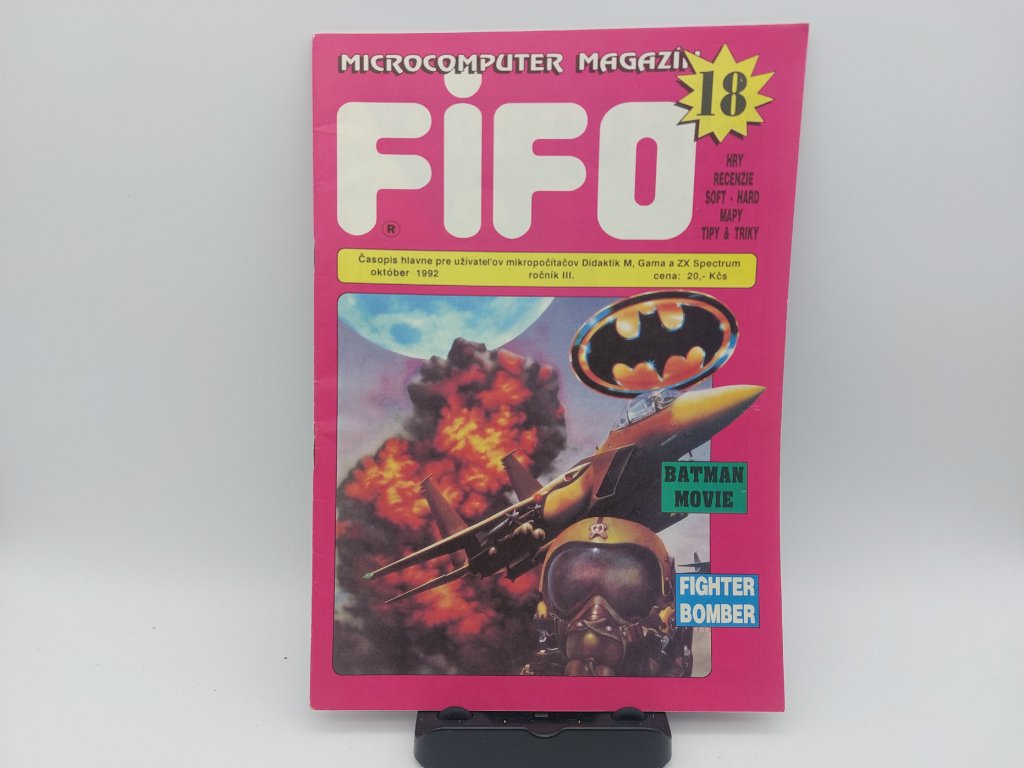 MICROCOMPUTER MAGAZÍN
18
FiFO
®
HRY
RECENZIE
SOFT - HARD
MAPY
TIPY & TRIKY
Časopis hlavne pre užívateľov mikropočítačov Didaktik M, Gama a ZX Spectrum
október 1992 ročník III. cena: 20,- Kčs
BATMAN
MOVIE
FIGHTER
BOMBER